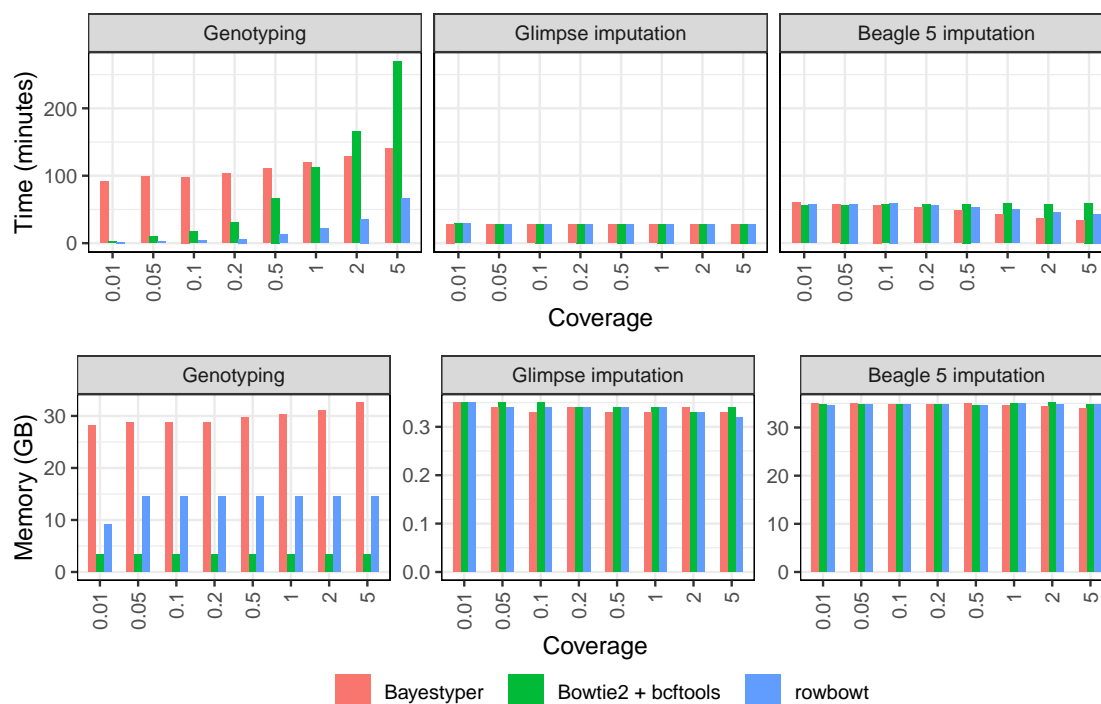 Genotyping Glimpse imputation Beagle 5 imputation
Time (minutes)
200
100
0
0.01 0.05 0.1 0.2 0.5 1 2 5 0.01 0.05 0.1 0.2 0.5 1 2 5 0.01 0.05 0.1 0.2 0.5 1 2 5
Coverage
Genotyping Glimpse imputation Beagle 5 imputation
Memory (GB)
30 20 10 0
0.3 0.2 0.1 0.0
30 20 10 0
0.01 0.05 0.1 0.2 0.5 1 2 5 0.01 0.05 0.1 0.2 0.5 1 2 5 0.01 0.05 0.1 0.2 0.5 1 2 5
Coverage
Bayestyper Bowtie2 + bcftools rowbowt